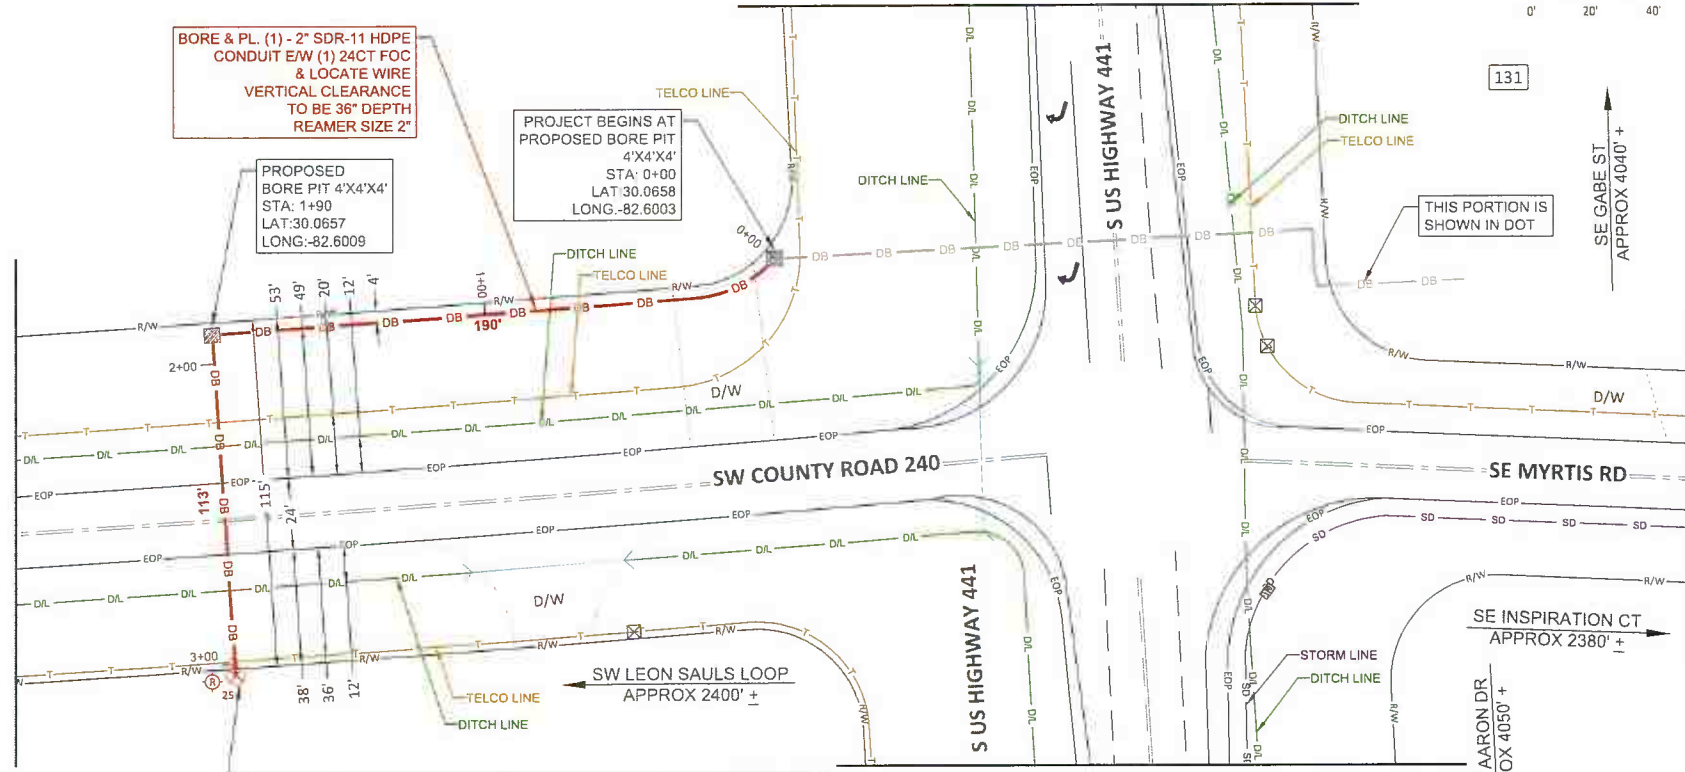 0' 20' 40'
BORE & PL. (1) - 2" SDR-11 HDPE
CONDUIT E/W (1) 24CT FOC
& LOCATE WIRE
VERTICAL CLEARANCE
TO BE 36" DEPTH
REAMER SIZE 2"
PROPOSED
BORE PIT 4'X4'X4'
STA: 1+90
LAT:30.0657
LONG:-82.6009
PROJECT BEGINS AT
PROPOSED BORE PIT
4'X4'X4'
STA: 0+00
LAT:30.0658
LONG.-82.6003
TELCO LINE
DITCH LINE
S US HIGHWAY 441
131
DITCH LINE
TELCO LINE
SE GABE ST
APPROX 4040' +
THIS PORTION IS
SHOWN IN DOT
DITCH LINE
TELCO LINE
0+00
1+00
190'
53'
49'
20'
12'
4'
2+00
113'
115'
24'
3+00
25
38'
36'
12'
R/W
DB
D/L
EOP
T
SD
D/W
D/W
D/W
SW COUNTY ROAD 240
SE MYRTIS RD
S US HIGHWAY 441
SW LEON SAULS LOOP
APPROX 2400' ±
TELCO LINE
DITCH LINE
SE INSPIRATION CT
APPROX 2380' ±
STORM LINE
DITCH LINE
AARON DR
OX 4050' +
R